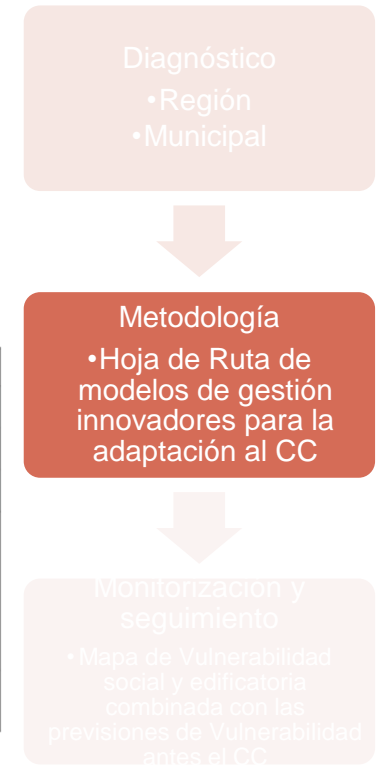 Diagnóstico
•Región
•Municipal
Metodología
•Hoja de Ruta de
modelos de gestión
innovadores para la
adaptación al CC
Monitorización y
seguimiento
•Mapa de Vulnerabilidad
social y edificatoria
combinada con las
previsiones de Vulnerabilidad
antes el CC